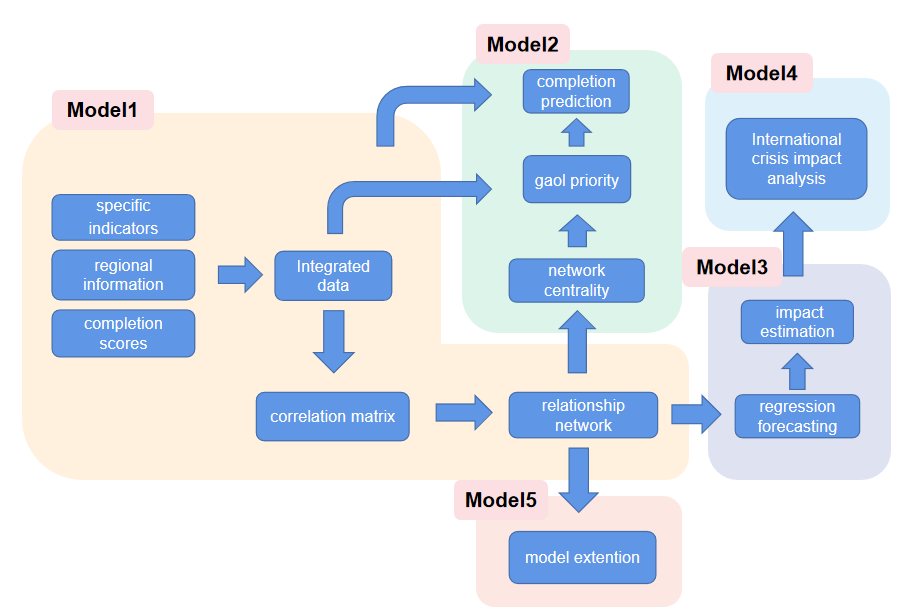 Model1
specific
indicators
regional
information
completion
scores
Integrated
data
correlation matrix
relationship
network
Model2
completion
prediction
gaol priority
network
centrality
Model3
impact
estimation
regression
forecasting
Model4
International
crisis impact
analysis
Model5
model extention